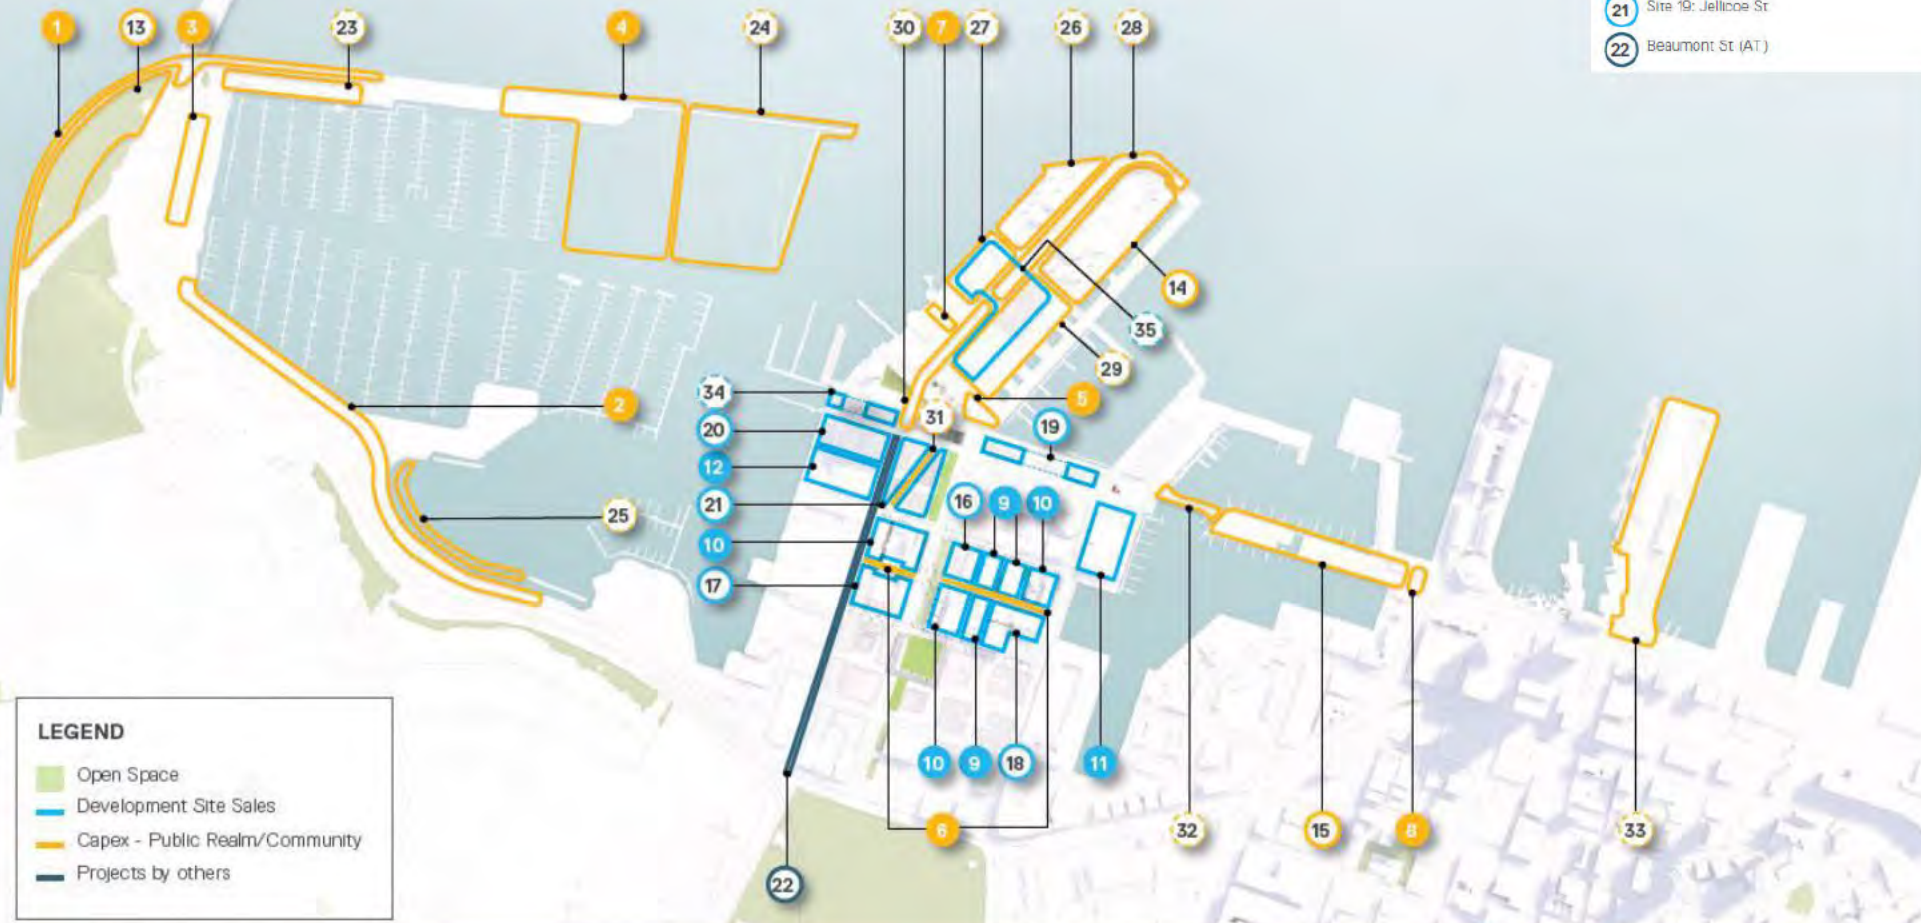 1 13 3 23 4 24 30 7 27 26 28
21 Site 19: Jellicoe St
22 Beaumont St (AT)
14
35
29
34 2 5
31
20 19
12
21 25 16 9 10
10
17
LEGEND
Open Space
Development Site Sales
Capex - Public Realm/Community
Projects by others
10 9 18 11
6 32 15 8 33
22